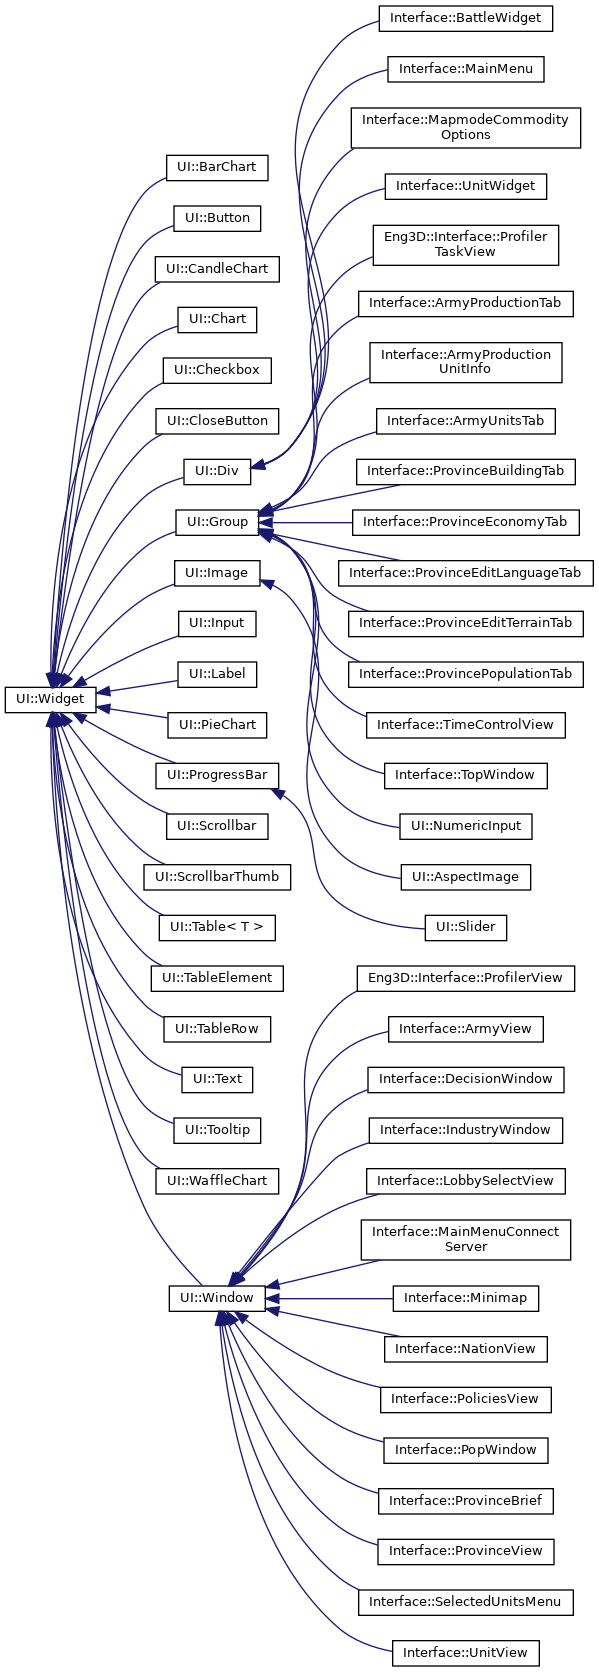 UI::Widget
UI::BarChart
UI::Button
UI::CandleChart
UI::Chart
UI::Checkbox
UI::CloseButton
UI::Div
UI::Group
UI::Image
UI::Input
UI::Label
UI::PieChart
UI::ProgressBar
UI::Scrollbar
UI::ScrollbarThumb
UI::Table< T >
UI::TableElement
UI::TableRow
UI::Text
UI::Tooltip
UI::WaffleChart
UI::Window
Interface::BattleWidget
Interface::MainMenu
Interface::MapmodeCommodity
Options
Interface::UnitWidget
Eng3D::Interface::Profiler
TaskView
Interface::ArmyProductionTab
Interface::ArmyProduction
UnitInfo
Interface::ArmyUnitsTab
Interface::ProvinceBuildingTab
Interface::ProvinceEconomyTab
Interface::ProvinceEditLanguageTab
Interface::ProvinceEditTerrainTab
Interface::ProvincePopulationTab
Interface::TimeControlView
Interface::TopWindow
UI::NumericInput
UI::AspectImage
UI::Slider
Eng3D::Interface::ProfilerView
Interface::ArmyView
Interface::DecisionWindow
Interface::IndustryWindow
Interface::LobbySelectView
Interface::MainMenuConnect
Server
Interface::Minimap
Interface::NationView
Interface::PoliciesView
Interface::PopWindow
Interface::ProvinceBrief
Interface::ProvinceView
Interface::SelectedUnitsMenu
Interface::UnitView